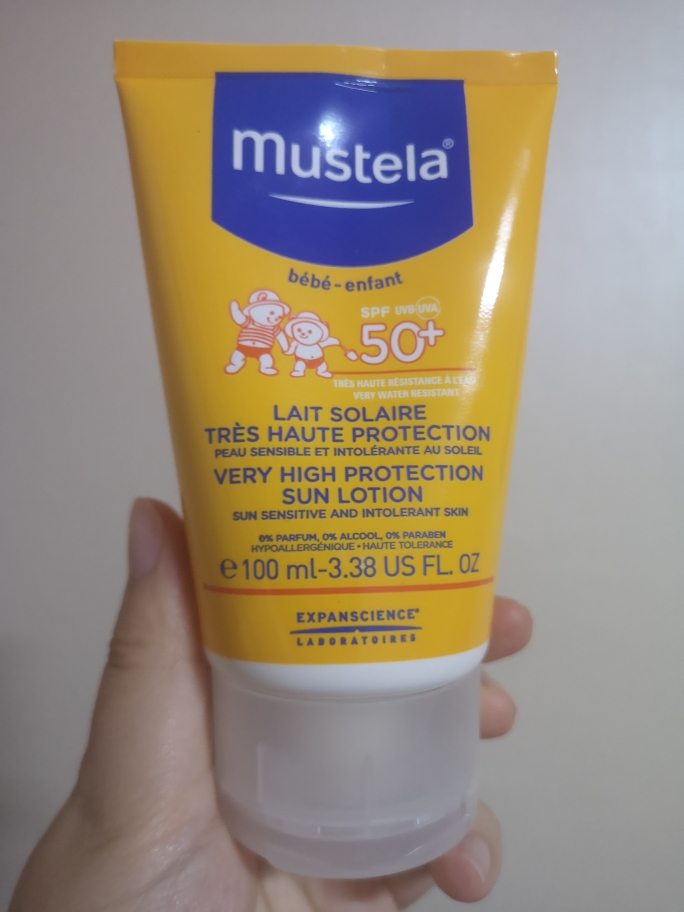 mustela®
bébé-enfant
SPF UVB UVA
50+
TRÈS HAUTE RÉSISTANCE À L'EAU
VERY WATER RESISTANT
LAIT SOLAIRE
TRÈS HAUTE PROTECTION
PEAU SENSIBLE ET INTOLÉRANTE AU SOLEIL
VERY HIGH PROTECTION
SUN LOTION
SUN SENSITIVE AND INTOLERANT SKIN
0% PARFUM, 0% ALCOOL, 0% PARABEN
HYPOALLERGÉNIQUE • HAUTE TOLERANCE
℮ 100 ml-3.38 US FL. OZ
EXPANSCIENCE®
LABORATOIRES